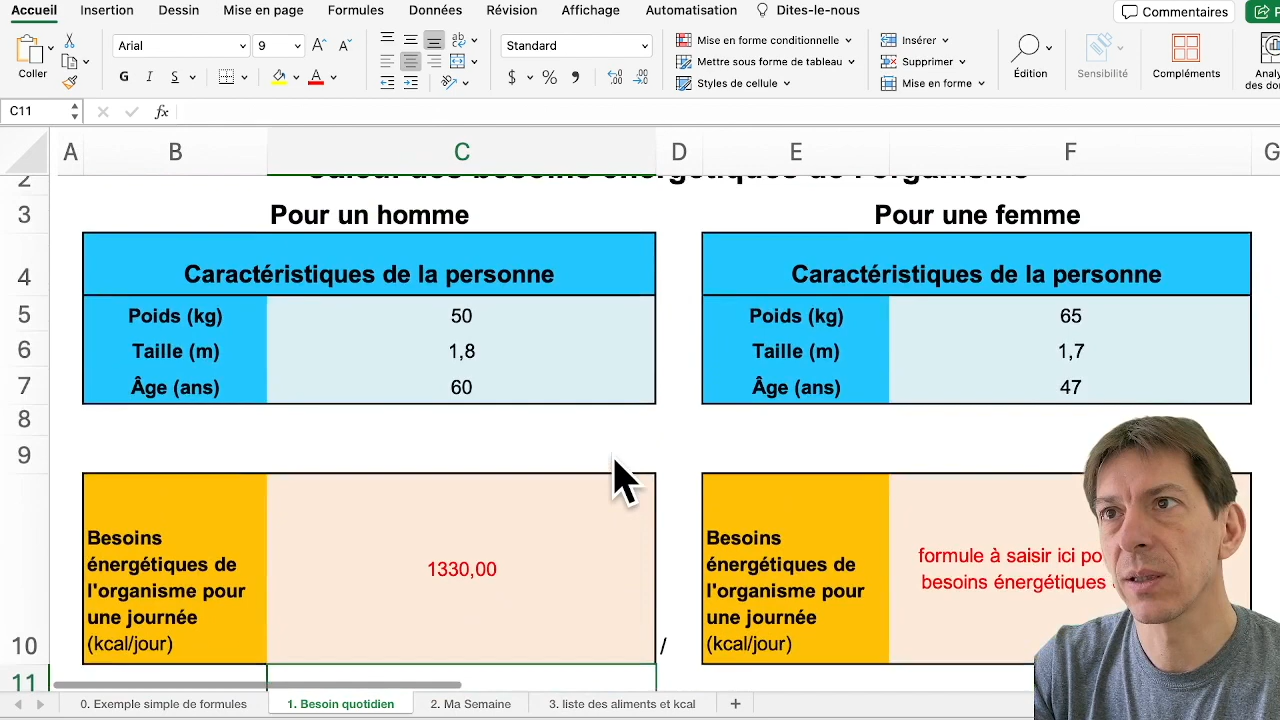 Accueil Insertion Dessin Mise en page Formules Données Révision Affichage Automatisation Dites-le-nous Commentaires
Coller Arial 9 Standard Mise en forme conditionnelle Insérer
Mettre sous forme de tableau Supprimer
G I S A $ % Styles de cellule Mise en forme
Édition Sensibilité Compléments
C11 fx
A B C D E F G
2
3 Pour un homme Pour une femme
4 Caractéristiques de la personne Caractéristiques de la personne
5 Poids (kg) 50 Poids (kg) 65
6 Taille (m) 1,8 Taille (m) 1,7
7 Âge (ans) 60 Âge (ans) 47
8
9
Besoins Besoins
énergétiques de énergétiques de
l'organisme pour l'organisme pour
une journée une journée
(kcal/jour) (kcal/jour)
1330,00
formule à saisir ici
besoins énergétiques
10 /
11
0. Exemple simple de formules 1. Besoin quotidien 2. Ma Semaine 3. liste des aliments et kcal +